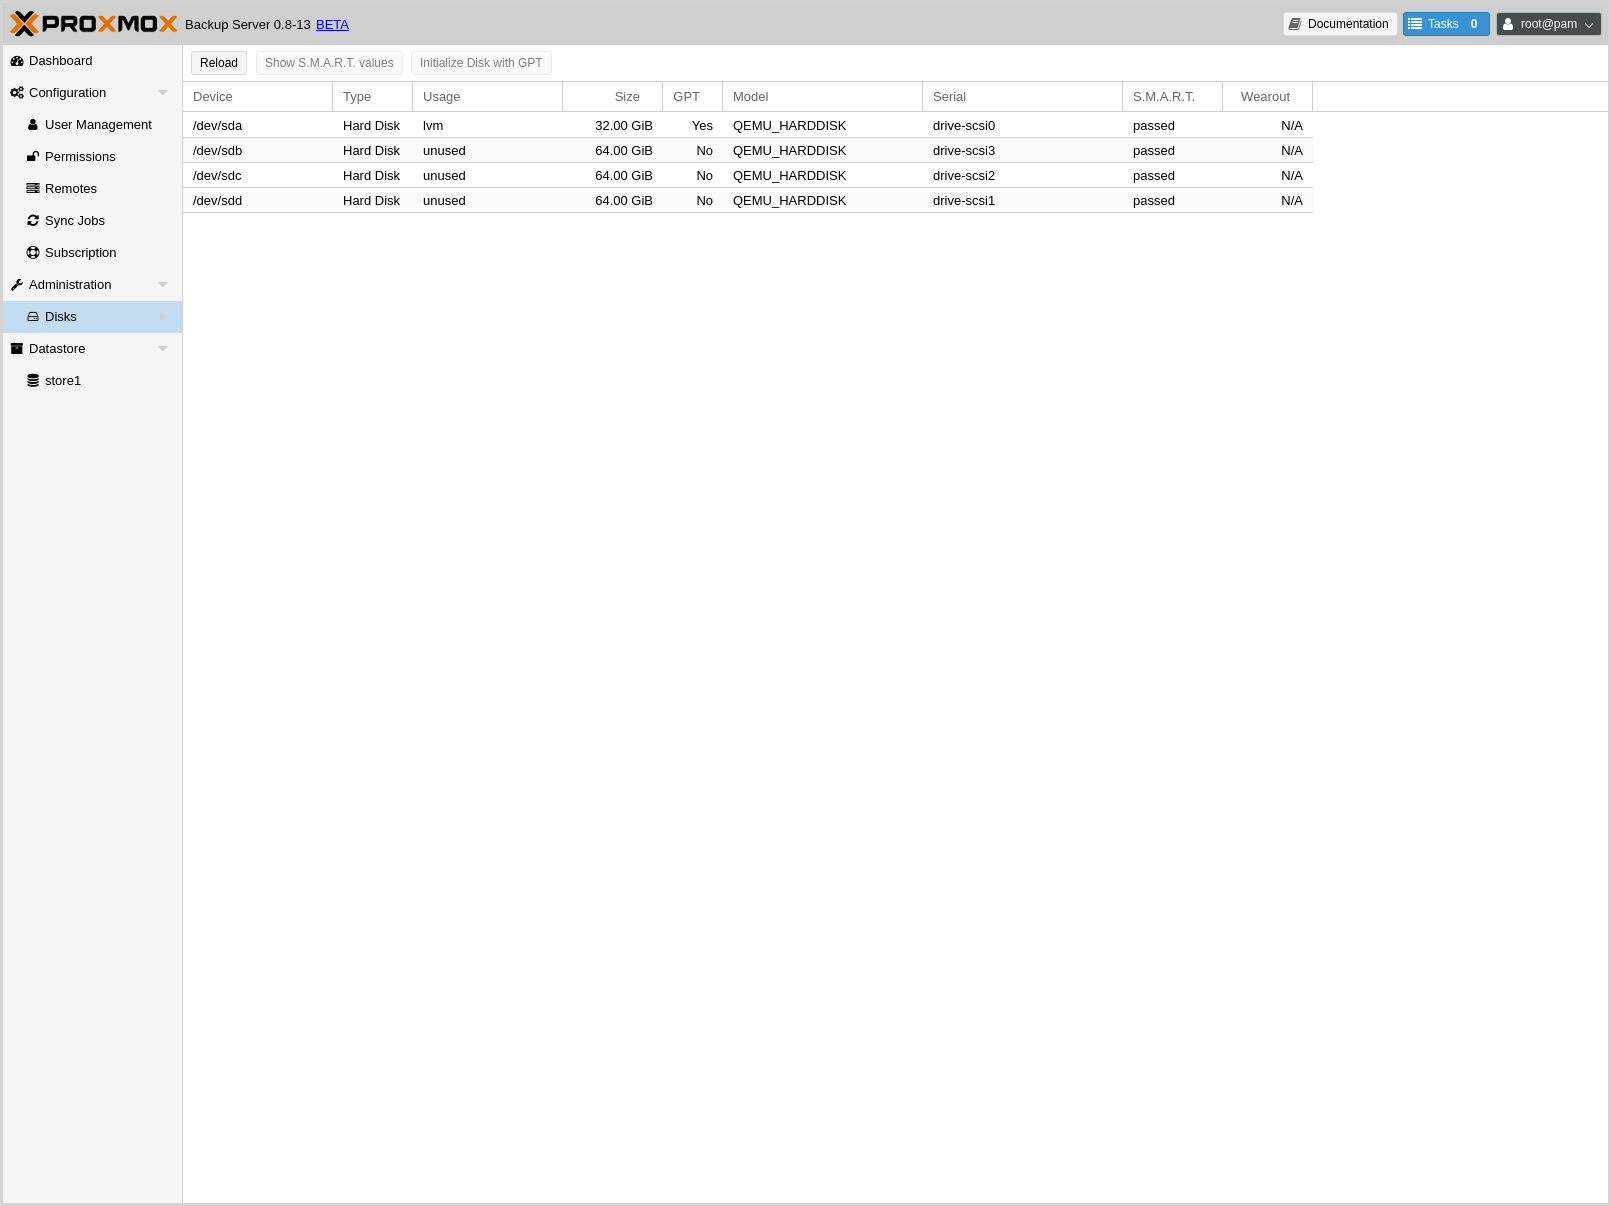 PROXMOX Backup Server 0.8-13 BETA Documentation Tasks 0 root@pam
Dashboard
Configuration
User Management
Permissions
Remotes
Sync Jobs
Subscription
Administration
Disks
Datastore
store1
Reload Show S.M.A.R.T. values Initialize Disk with GPT
Device Type Usage Size GPT Model Serial S.M.A.R.T. Wearout
/dev/sda Hard Disk lvm 32.00 GiB Yes QEMU_HARDDISK drive-scsi0 passed N/A
/dev/sdb Hard Disk unused 64.00 GiB No QEMU_HARDDISK drive-scsi3 passed N/A
/dev/sdc Hard Disk unused 64.00 GiB No QEMU_HARDDISK drive-scsi2 passed N/A
/dev/sdd Hard Disk unused 64.00 GiB No QEMU_HARDDISK drive-scsi1 passed N/A